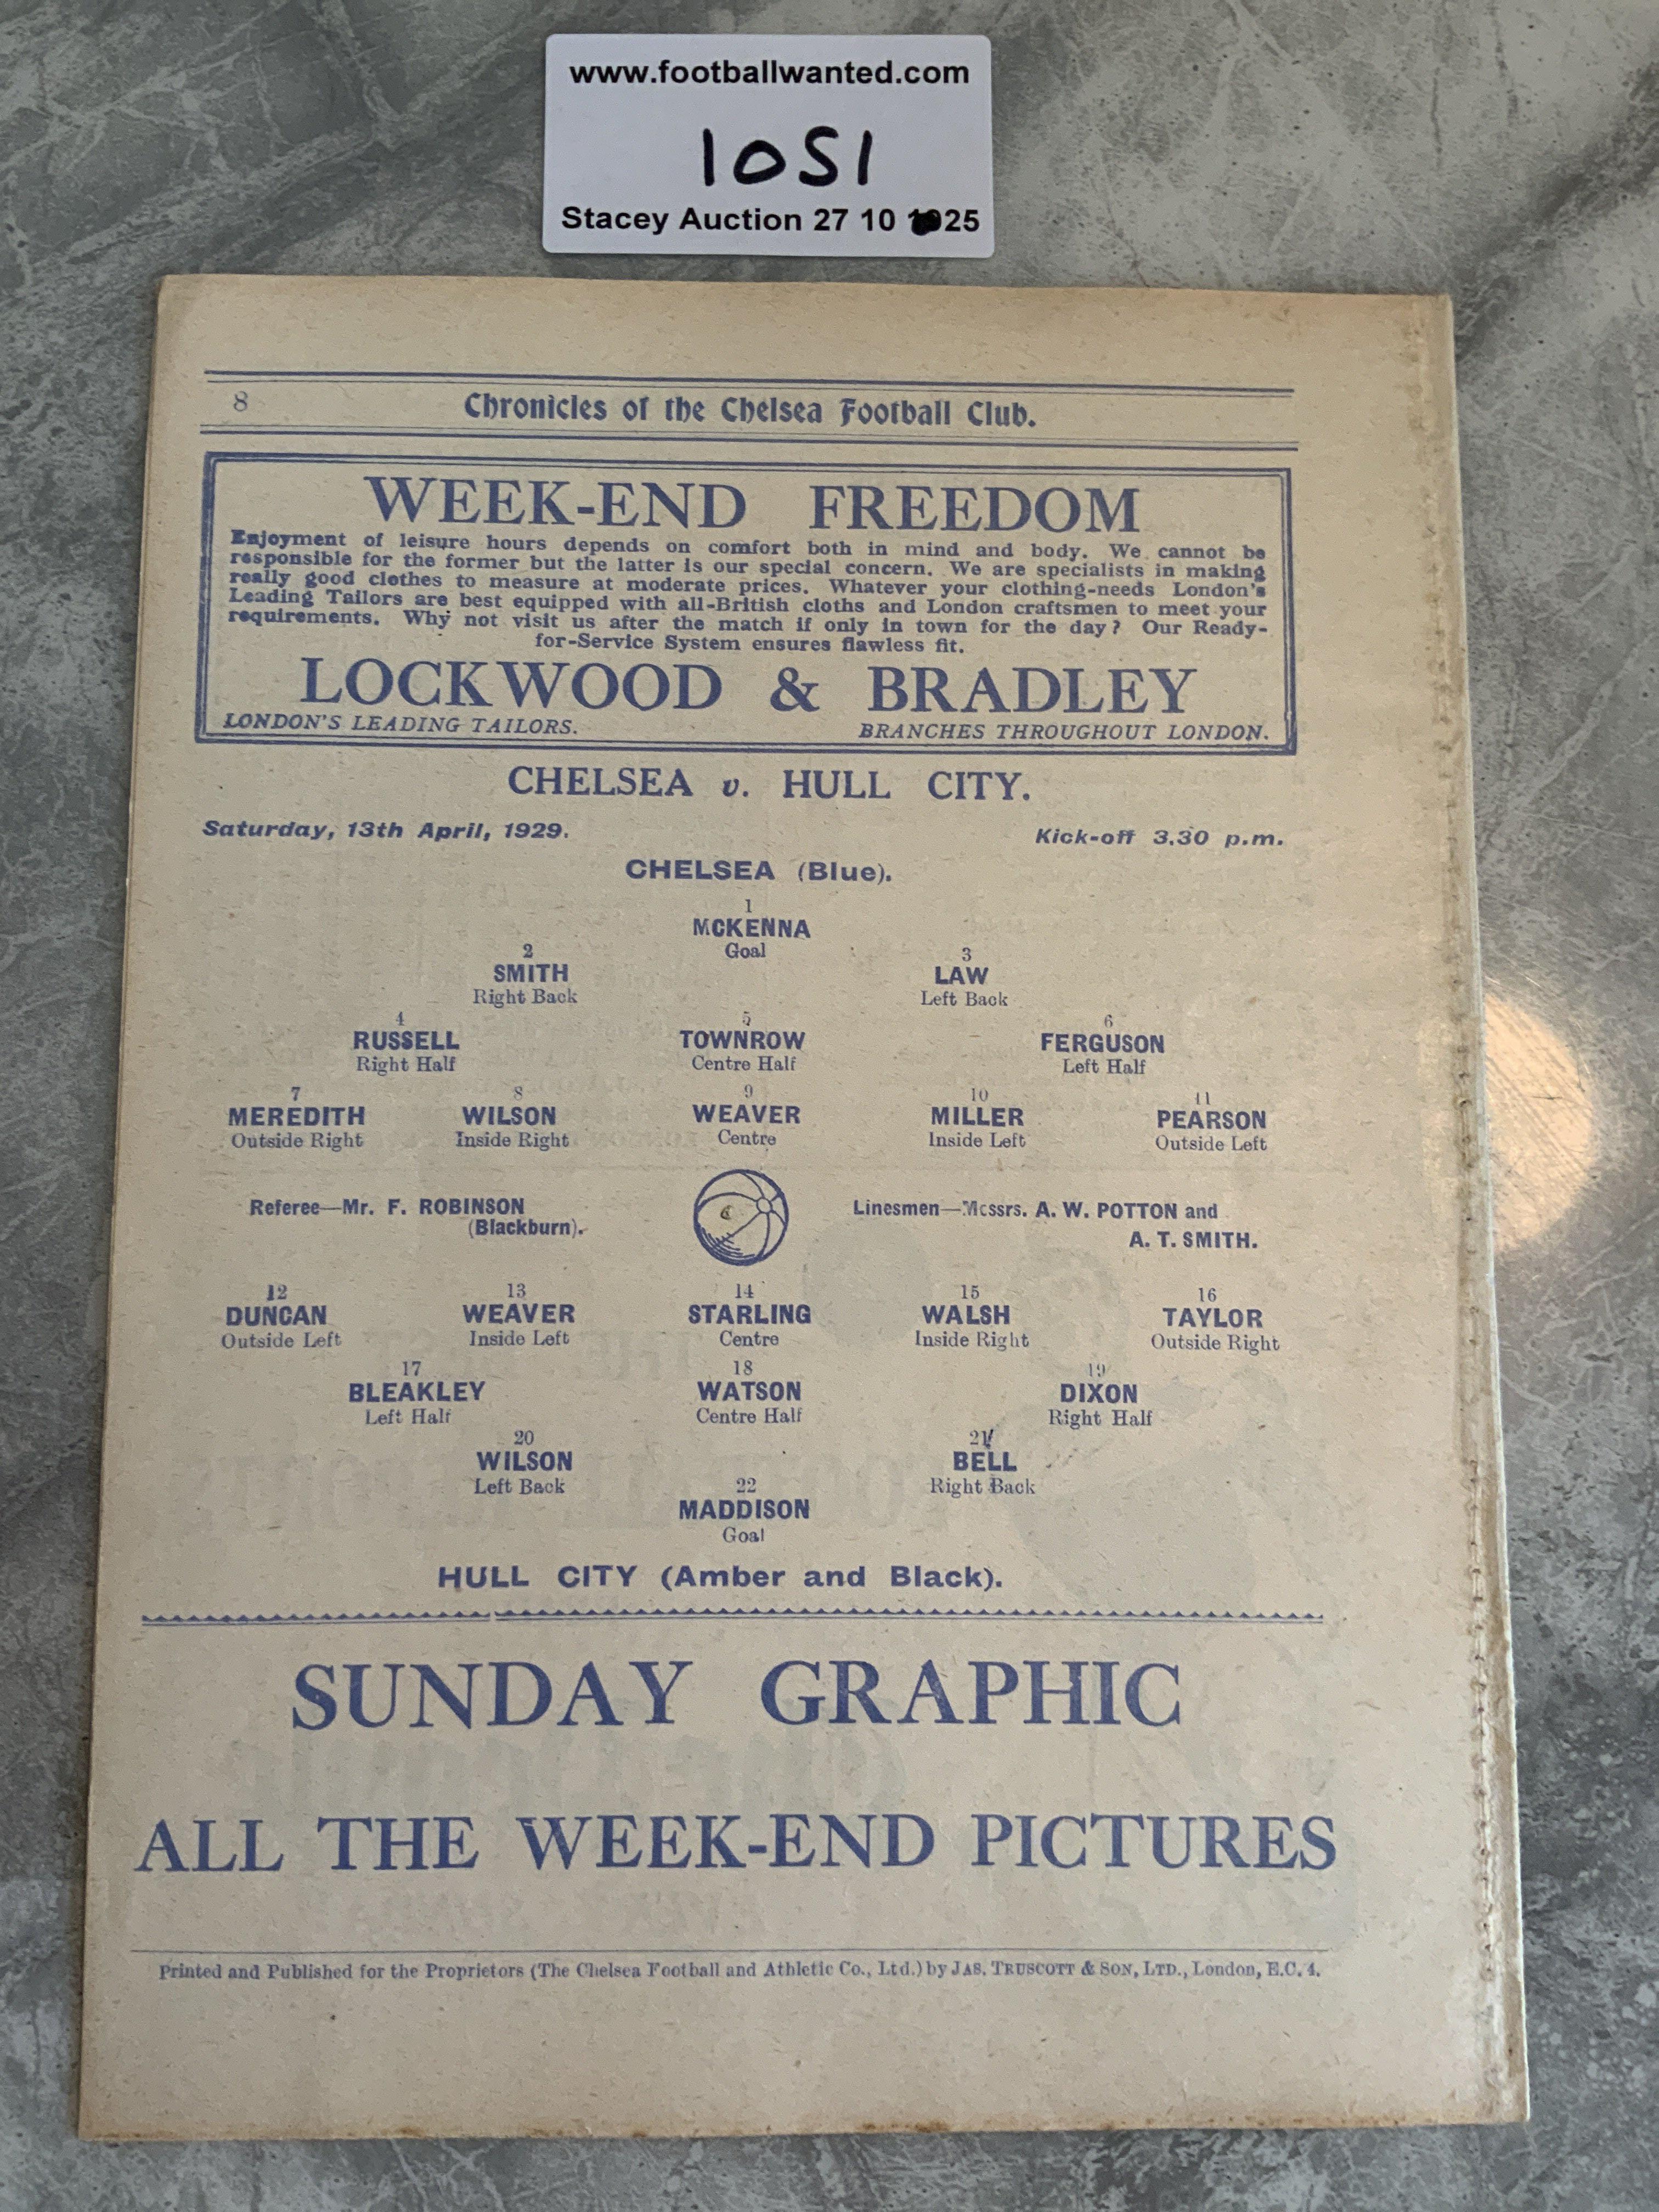 www.footballwanted.com
1051
Stacey Auction 27 10 25
8
Chronicles of the Chelsea Football Club.
WEEK-END FREEDOM
Enjoyment of leisure hours depends on comfort both in mind and body. We cannot be
responsible for the former but the latter is our special concern. We are specialists in making
really good clothes to measure at moderate prices. Whatever your clothing-needs London's
Leading Tailors are best equipped with all-British cloths and London craftsmen to meet your
requirements. Why not visit us after the match if only in town for the day? Our Ready-
for-Service System ensures flawless fit.
LOCKWOOD & BRADLEY
LONDON'S LEADING TAILORS. BRANCHES THROUGHOUT LONDON.
CHELSEA v. HULL CITY.
Saturday, 13th April, 1929. Kick-off 3.30 p.m.
CHELSEA (Blue).
1
MCKENNA
Goal
2 3
SMITH LAW
Right Back Left Back
4 5 6
RUSSELL TOWNROW FERGUSON
Right Half Centre Half Left Half
7 8 9 10 11
MEREDITH WILSON WEAVER MILLER PEARSON
Outside Right Inside Right Centre Inside Left Outside Left
Referee—Mr. F. ROBINSON Linesmen—Messrs. A. W. POTTON and
(Blackburn). A. T. SMITH.
12 13 14 15 16
DUNCAN WEAVER STARLING WALSH TAYLOR
Outside Left Inside Left Centre Inside Right Outside Right
17 18 19
BLEAKLEY WATSON DIXON
Left Half Centre Half Right Half
20 21
WILSON BELL
Left Back Right Back
22
MADDISON
Goal
HULL CITY (Amber and Black).
SUNDAY GRAPHIC
ALL THE WEEK-END PICTURES
Printed and Published for the Proprietors (The Chelsea Football and Athletic Co., Ltd.) by JAS. TRUSCOTT & SON, LTD., London, E.C. 4.